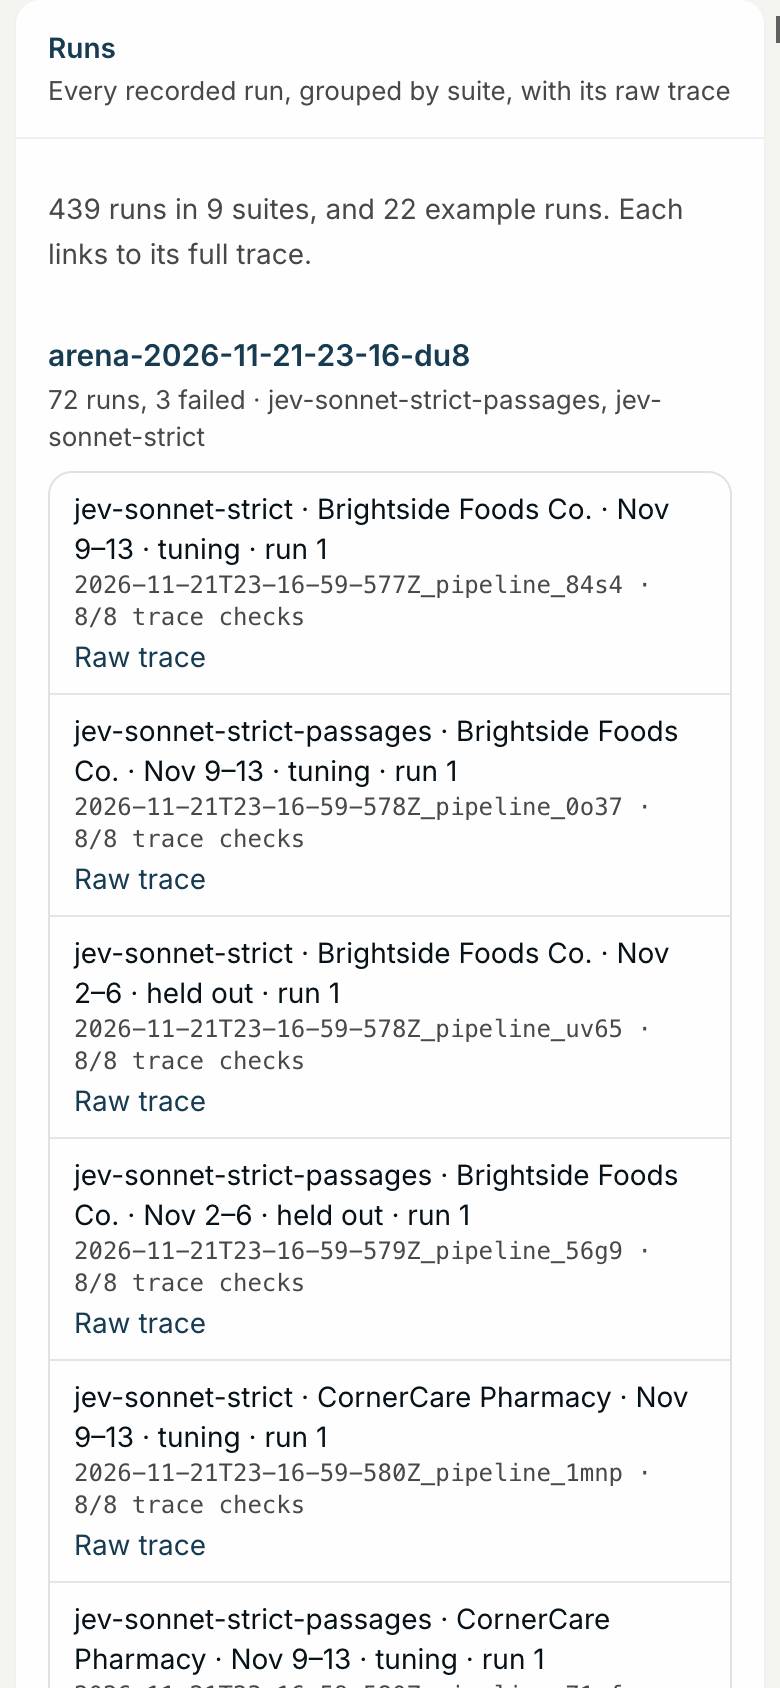 Runs
Every recorded run, grouped by suite, with its raw trace
439 runs in 9 suites, and 22 example runs. Each
links to its full trace.
arena-2026-11-21-23-16-du8
72 runs, 3 failed · jev-sonnet-strict-passages, jev-
sonnet-strict
jev-sonnet-strict · Brightside Foods Co. · Nov
9–13 · tuning · run 1
2026-11-21T23-16-59-577Z_pipeline_84s4 ·
8/8 trace checks
Raw trace
jev-sonnet-strict-passages · Brightside Foods
Co. · Nov 9–13 · tuning · run 1
2026-11-21T23-16-59-578Z_pipeline_0o37 ·
8/8 trace checks
Raw trace
jev-sonnet-strict · Brightside Foods Co. · Nov
2–6 · held out · run 1
2026-11-21T23-16-59-578Z_pipeline_uv65 ·
8/8 trace checks
Raw trace
jev-sonnet-strict-passages · Brightside Foods
Co. · Nov 2–6 · held out · run 1
2026-11-21T23-16-59-579Z_pipeline_56g9 ·
8/8 trace checks
Raw trace
jev-sonnet-strict · CornerCare Pharmacy · Nov
9–13 · tuning · run 1
2026-11-21T23-16-59-580Z_pipeline_1mnp ·
8/8 trace checks
Raw trace
jev-sonnet-strict-passages · CornerCare
Pharmacy · Nov 9–13 · tuning · run 1